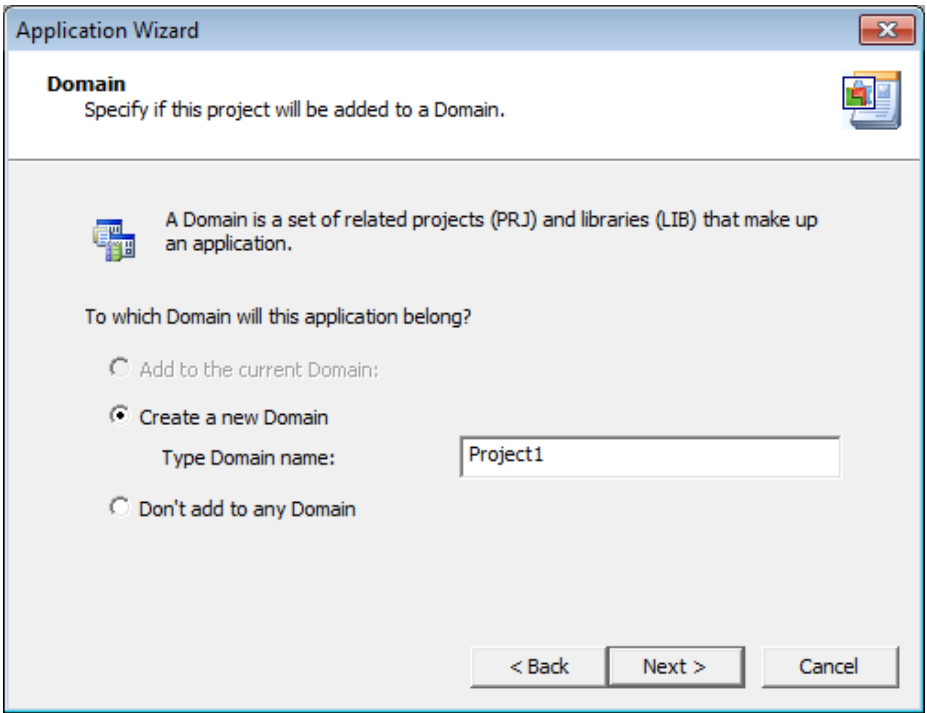 Application Wizard
Domain
Specify if this project will be added to a Domain.
A Domain is a set of related projects (PRJ) and libraries (LIB) that make up
an application.
To which Domain will this application belong?
Add to the current Domain:
Create a new Domain
Type Domain name: Project1
Don't add to any Domain
< Back Next > Cancel